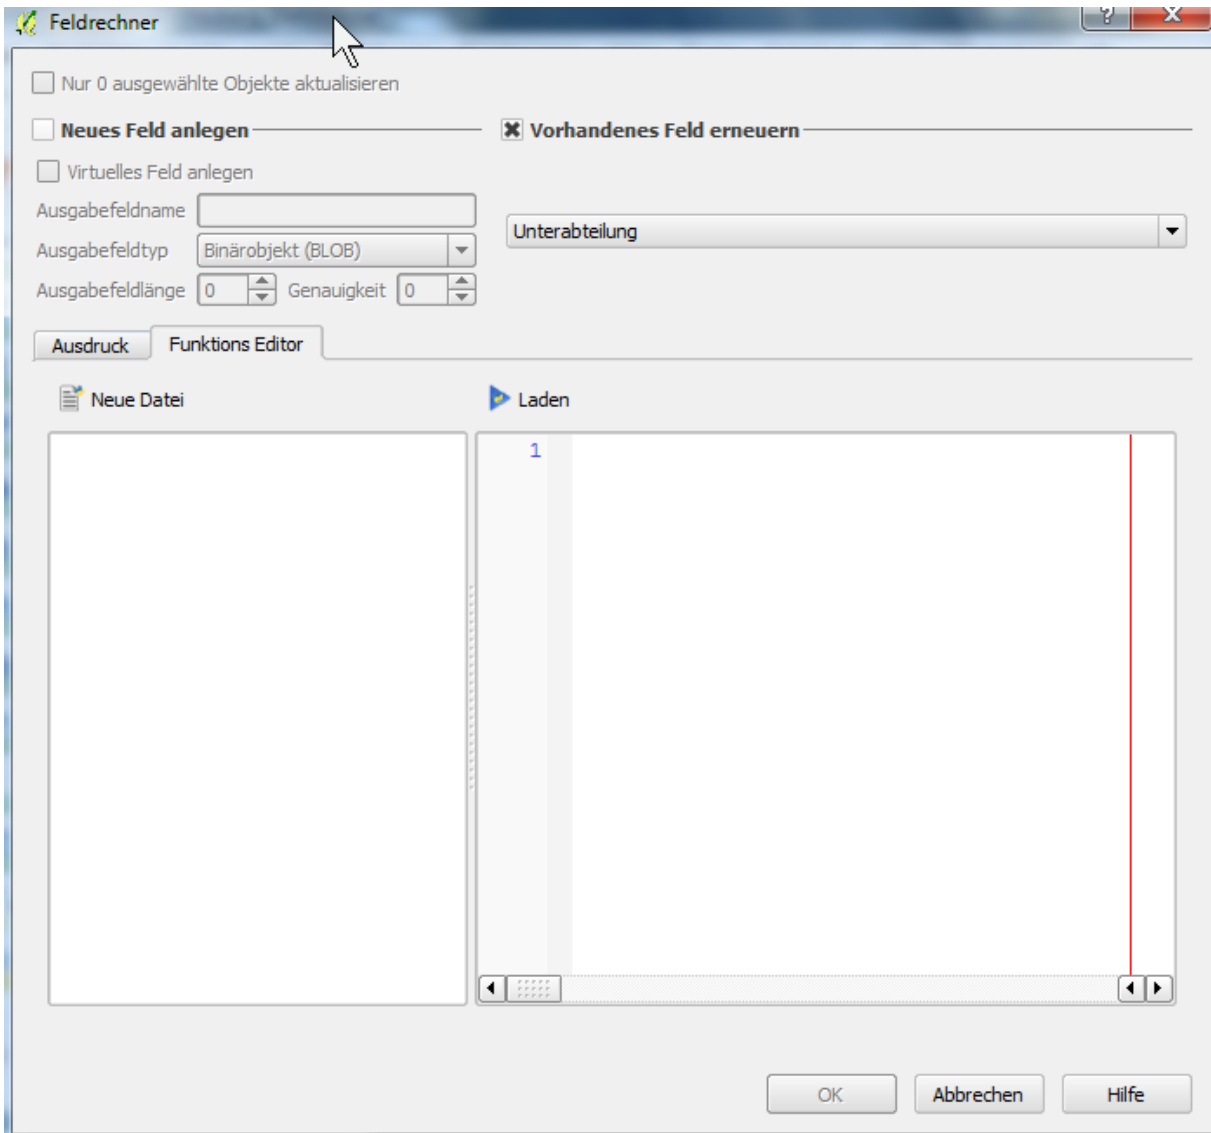 Feldrechner
Nur 0 ausgewählte Objekte aktualisieren
Neues Feld anlegen
Vorhandenes Feld erneuern
Virtuelles Feld anlegen
Ausgabefeldname
Unterabteilung
Ausgabefeldtyp Binärobjekt (BLOB)
Ausgabefeldlänge 0 Genauigkeit 0
Ausdruck Funktions Editor
Neue Datei Laden
1
OK Abbrechen Hilfe